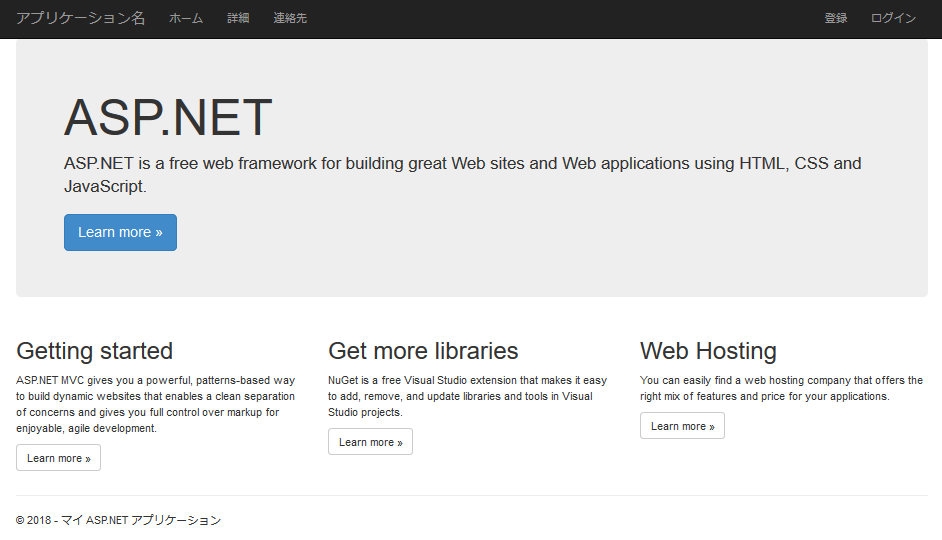 アプリケーション名 ホーム 詳細 連絡先 登録 ログイン
ASP.NET
ASP.NET is a free web framework for building great Web sites and Web applications using HTML, CSS and
JavaScript.
Learn more »
Getting started
ASP.NET MVC gives you a powerful, patterns-based way
to build dynamic websites that enables a clean separation
of concerns and gives you full control over markup for
enjoyable, agile development.
Learn more »
Get more libraries
NuGet is a free Visual Studio extension that makes it easy
to add, remove, and update libraries and tools in Visual
Studio projects.
Learn more »
Web Hosting
You can easily find a web hosting company that offers the
right mix of features and price for your applications.
Learn more »
© 2018 - マイ ASP.NET アプリケーション